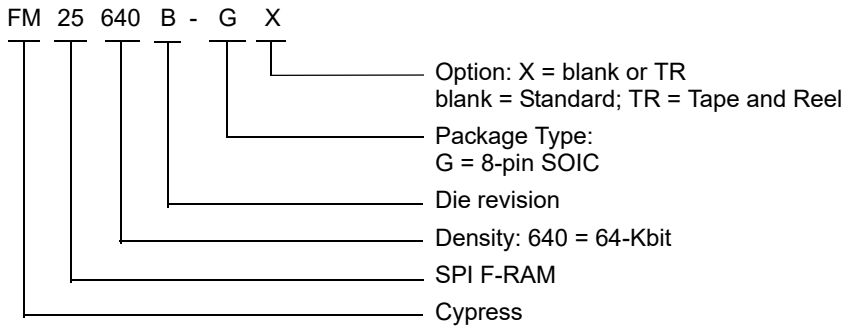 FM 25 640 B - G X
Option: X = blank or TR
blank = Standard; TR = Tape and Reel
Package Type:
G = 8-pin SOIC
Die revision
Density: 640 = 64-Kbit
SPI F-RAM
Cypress